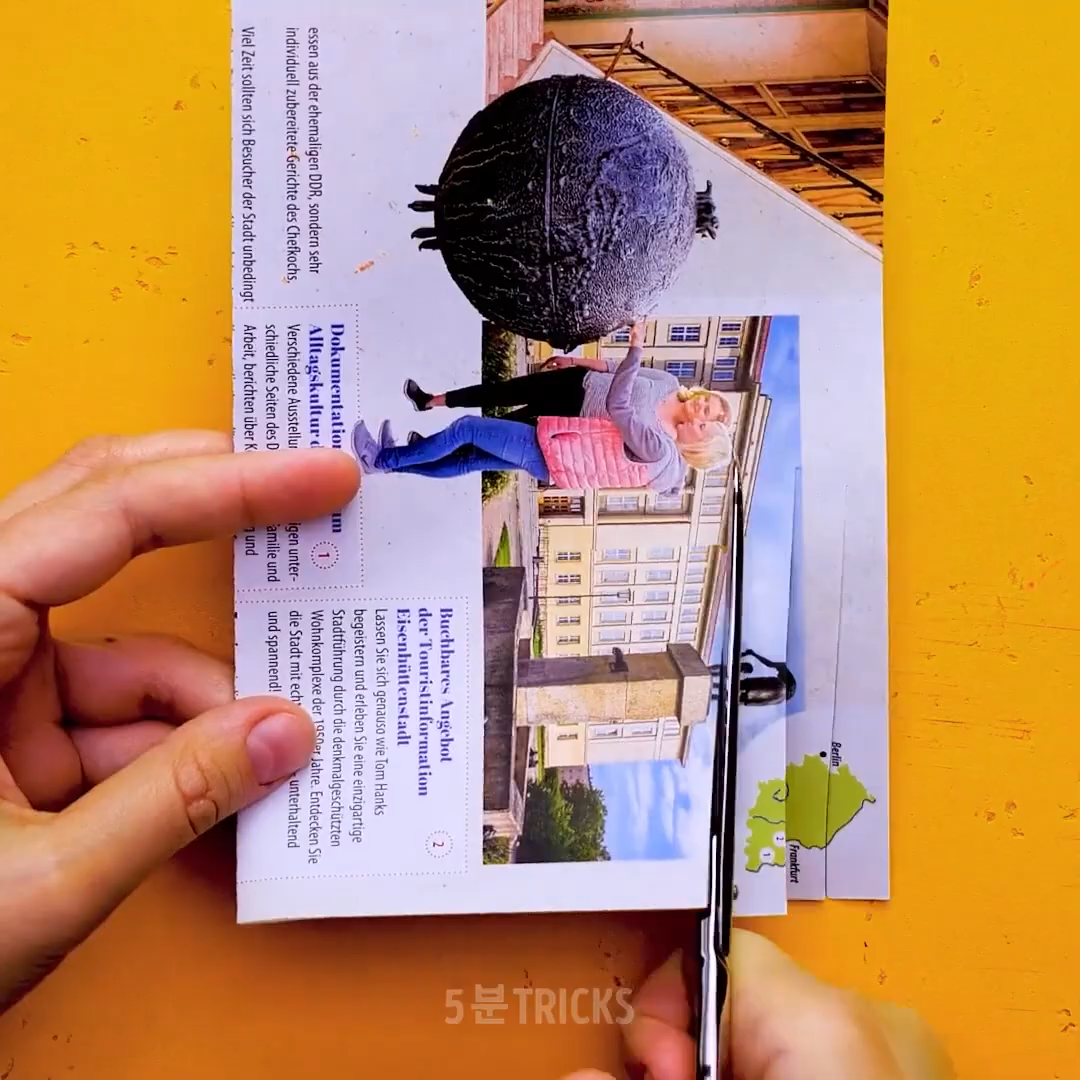 Viel Zeit sollten sich Besucher der Stadt unbedingt
individuell zubereitete Gerichte des Chefkochs.
essen aus der ehemaligen DDR, sondern sehr
Dokumentation
Alltagskultur
1
Verschiedene
unter-
schiedliche Seiten des
Familie und
Arbeit, berichten über
und
Buchbares Angebot
der Touristinformation
Eisenhüttenstadt
2
Lassen Sie sich genauso wie Tom Hanks
begeistern und erleben Sie eine einzigartige
Stadtführung durch die denkmalgeschützten
Wohnkomplexe der 1950er Jahre. Entdecken Sie
die Stadt mit
unterhaltend
und spannend!
Berlin
Frankfurt
2
1
5분TRICKS